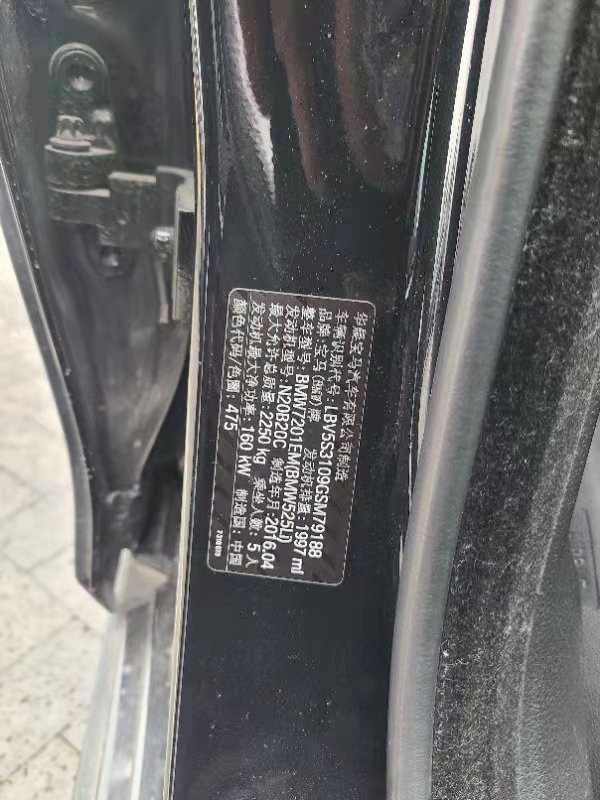 华晨宝马汽车有限公司制造
车辆识别代号: LBV5S3109GSM79188
品牌: 宝马(BMW)牌 发动机排量: 1997 ml
整车型号: BMW7201EM(BMW525Li)
发动机型号: N20B20C 制造年月: 2016.04
最大允许总质量: 2250 kg 乘坐人数: 5人
发动机最大净功率: 160 kW 制造国: 中国
颜色代码/色圈: 475